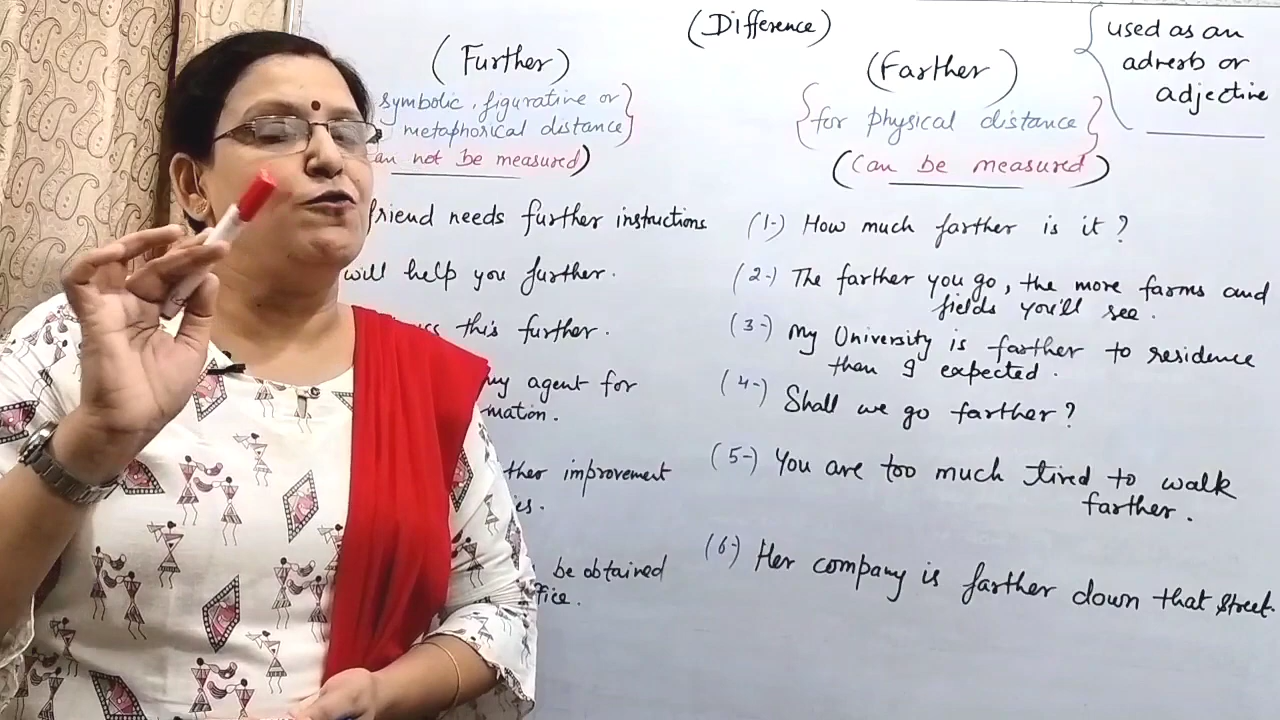 (Difference)
(Further)
symbolic, figurative or}
metaphorical distance}
can not be measured)
friend needs further instructions
will help you further.
this further.
my agent for
mation.
ther improvement
es.
be obtained
ffice.
(Farther)
{for physical distance}
(can be measured)
(1-) How much farther is it?
(2-) The farther you go, the more farms and
fields you'll see.
(3-) My University is farther to residence
than I expected.
(4-) Shall we go farther?
(5-) You are too much tired to walk
farther.
(6-) Her company is farther down that street.
used as an
adverb or
adjective